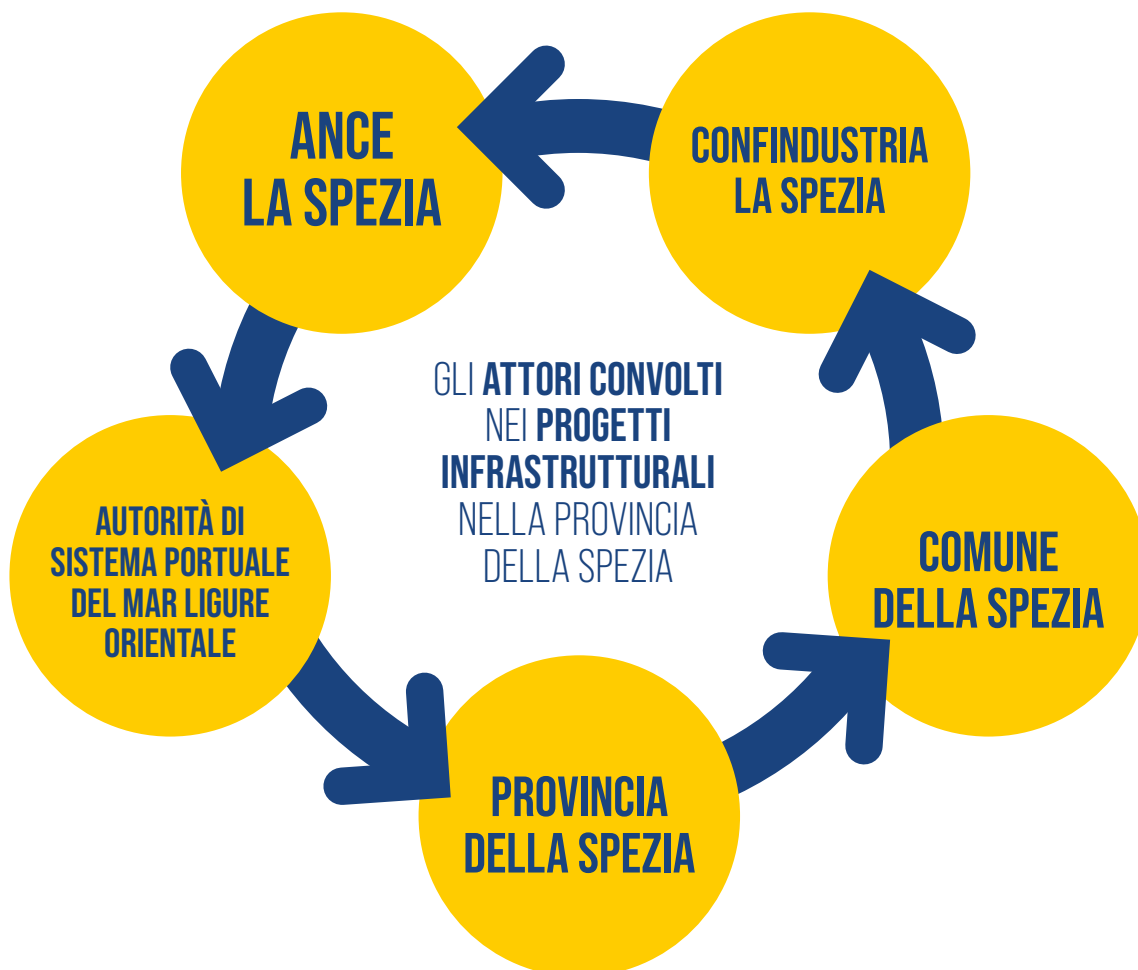 ANCE
LA SPEZIA
CONFINDUSTRIA
LA SPEZIA
GLI ATTORI CONVOLTI
NEI PROGETTI
INFRASTRUTTURALI
NELLA PROVINCIA
DELLA SPEZIA
AUTORITÀ DI
SISTEMA PORTUALE
DEL MAR LIGURE
ORIENTALE
COMUNE
DELLA SPEZIA
PROVINCIA
DELLA SPEZIA